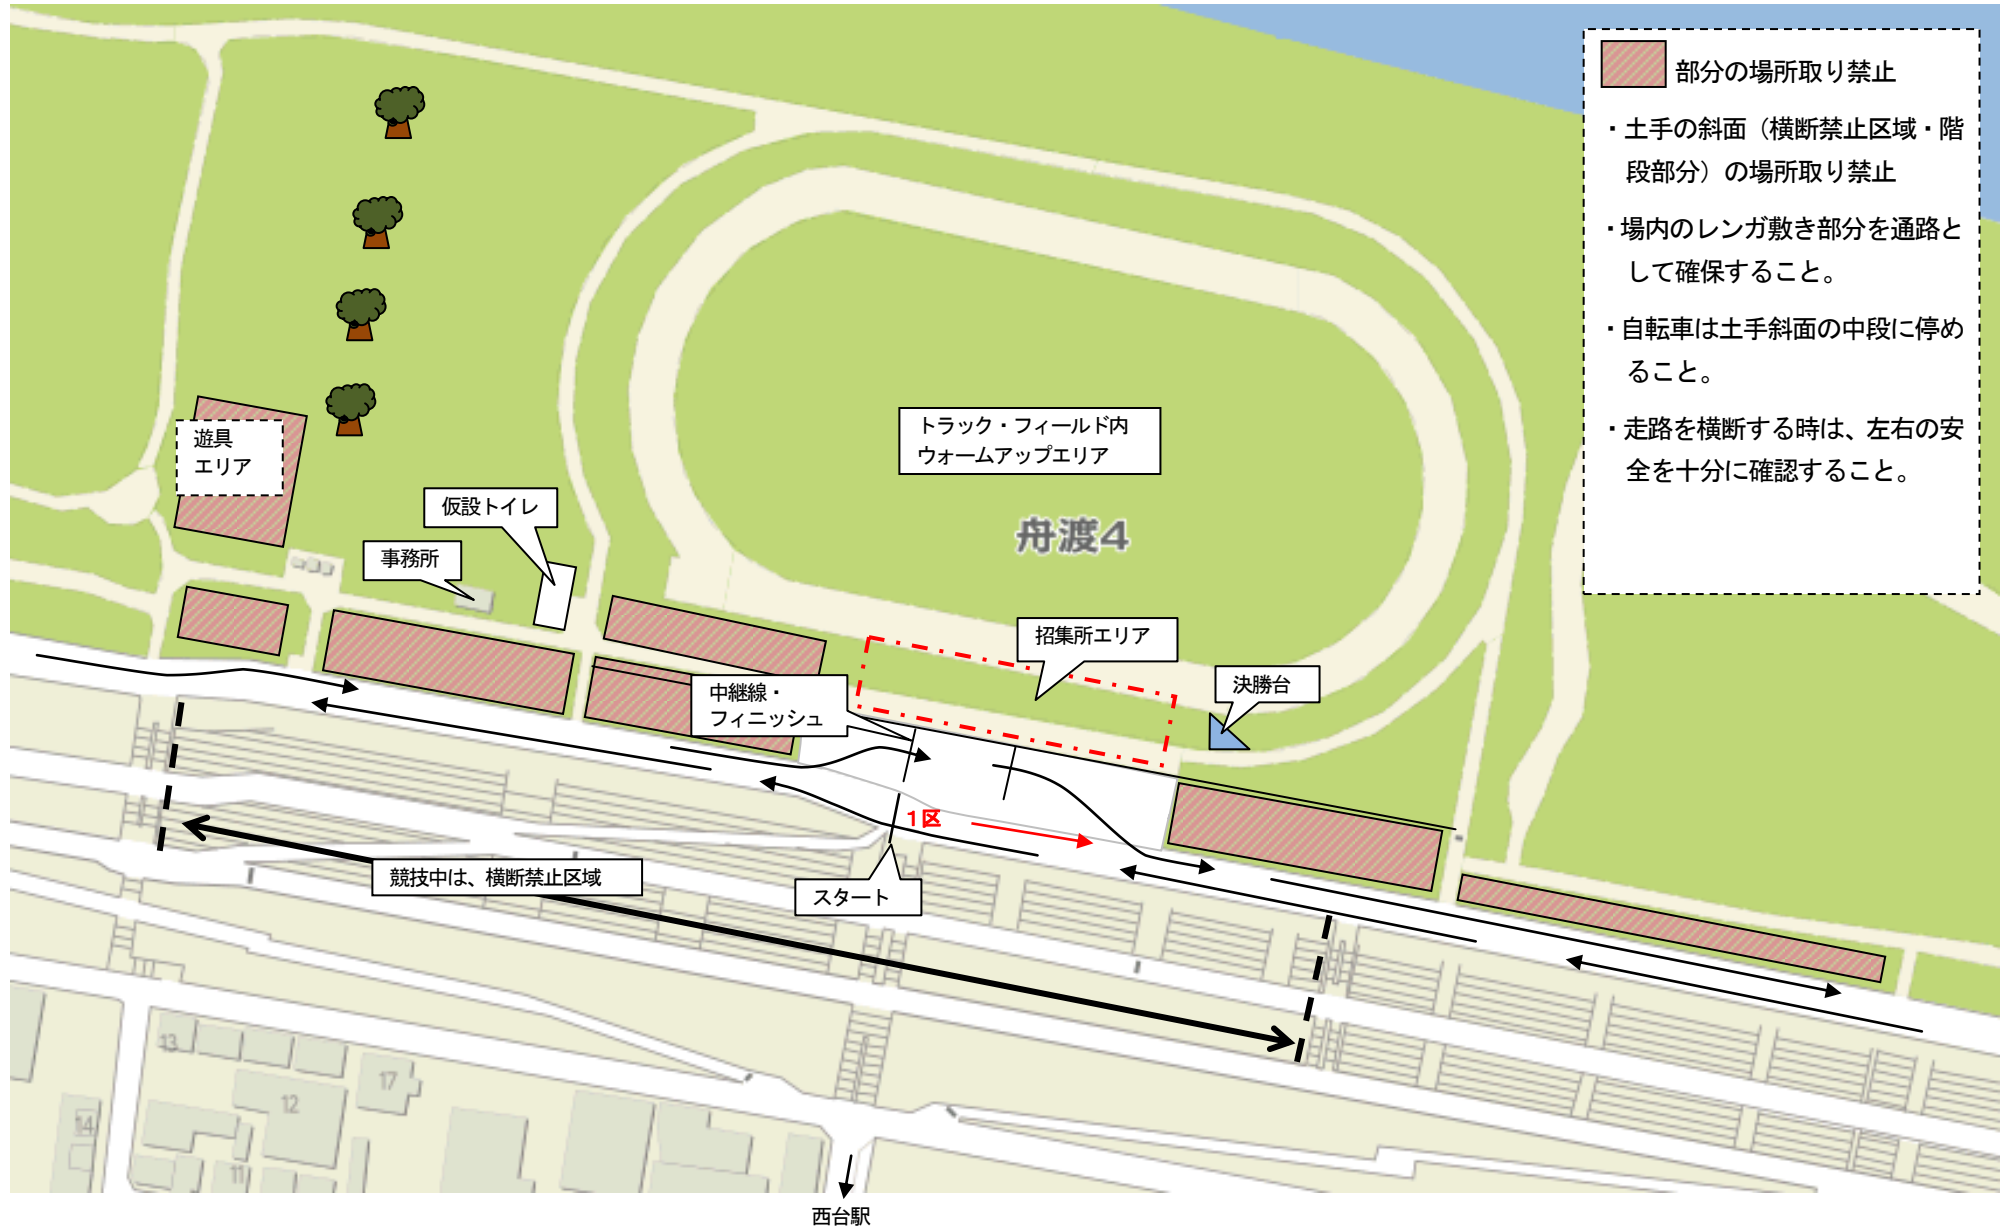 部分の場所取り禁止
・土手の斜面（横断禁止区域・階
段部分）の場所取り禁止
・場内のレンガ敷き部分を通路と
して確保すること。
・自転車は土手斜面の中段に停め
ること。
・走路を横断する時は、左右の安
全を十分に確認すること。
トラック・フィールド内
ウォームアップエリア
遊具
エリア
仮設トイレ
舟渡4
事務所
招集所エリア
中継線・
フィニッシュ
決勝台
1区
競技中は、横断禁止区域
スタート
13
17
12
14
11
西台駅